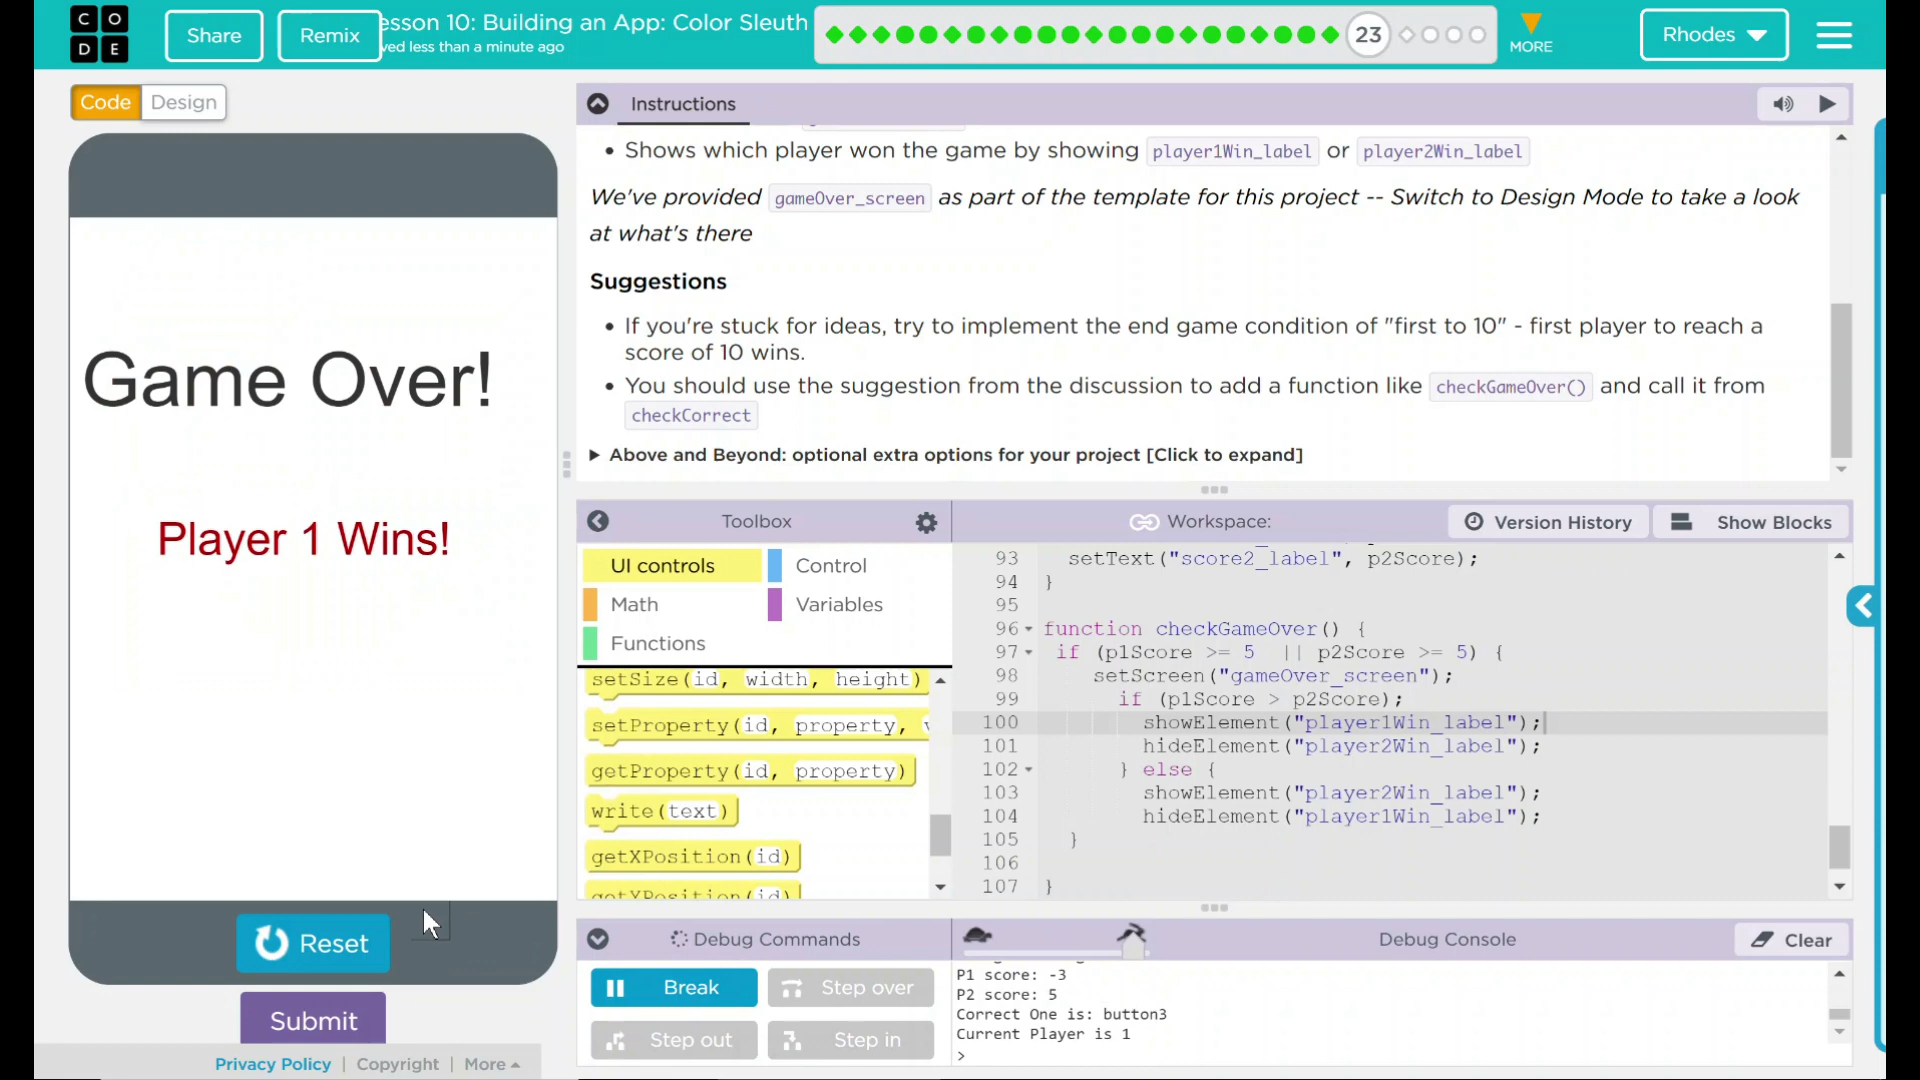 CODE
Share
Remix
esson 10: Building an App: Color Sleuth
ved less than a minute ago
23
MORE
Rhodes
Code
Design
Instructions
Shows which player won the game by showing player1Win_label or player2Win_label
We've provided gameOver_screen as part of the template for this project -- Switch to Design Mode to take a look
at what's there
Suggestions
If you're stuck for ideas, try to implement the end game condition of "first to 10" - first player to reach a
score of 10 wins.
You should use the suggestion from the discussion to add a function like checkGameOver() and call it from
checkCorrect
Above and Beyond: optional extra options for your project [Click to expand]
Game Over!
Player 1 Wins!
Reset
Submit
Privacy Policy | Copyright | More
Toolbox
UI controls
Control
Math
Variables
Functions
setSize(id, width, height)
setProperty(id, property, v
getProperty(id, property)
write(text)
getXPosition(id)
getYPosition(id)
Workspace:
Version History
Show Blocks
93 setText("score2_label", p2Score);
94 }
95
96 function checkGameOver() {
97 if (p1Score >= 5 || p2Score >= 5) {
98 setScreen("gameOver_screen");
99 if (p1Score > p2Score);
100 showElement("player1Win_label");
101 hideElement("player2Win_label");
102 } else {
103 showElement("player2Win_label");
104 hideElement("player1Win_label");
105 }
106
107 }
Debug Commands
Debug Console
Clear
Break
Step over
Step out
Step in
P1 score: -3
P2 score: 5
Correct One is: button3
Current Player is 1
>